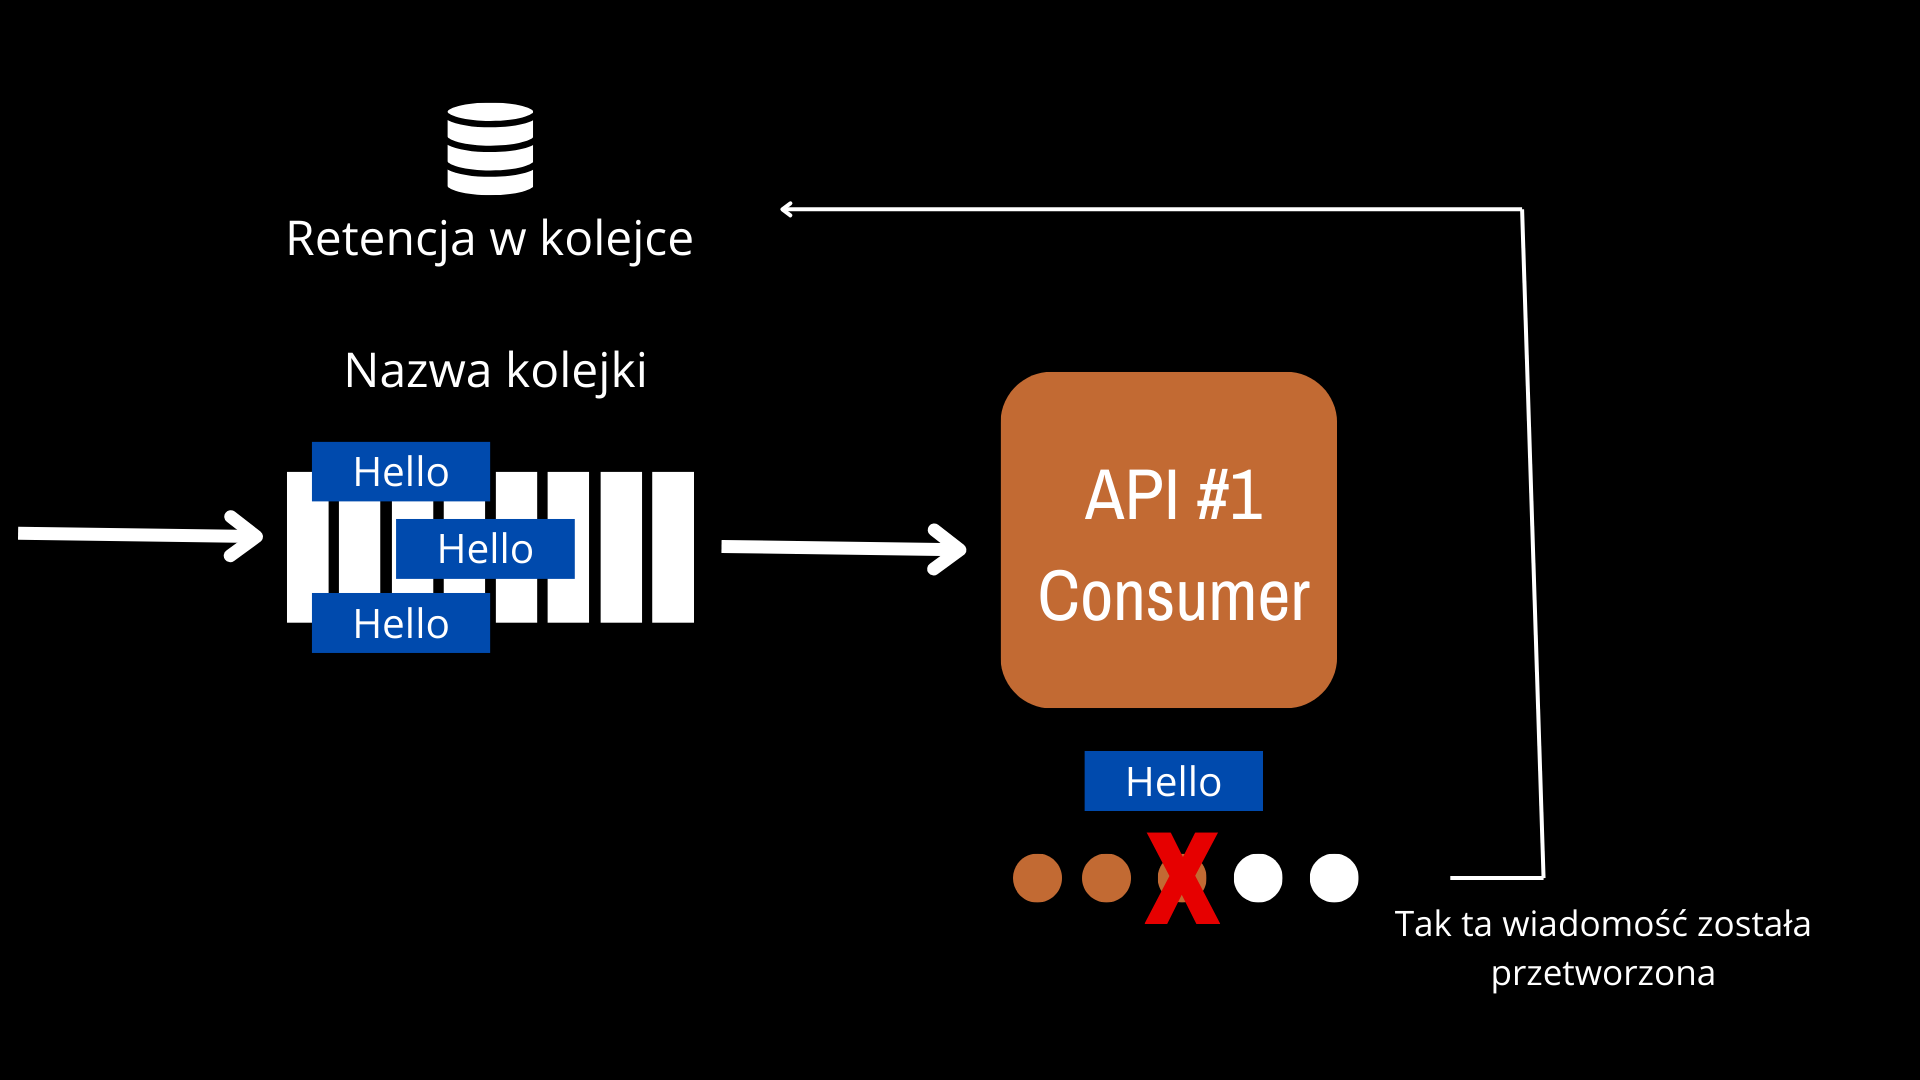 Retencja w kolejce
Nazwa kolejki
Hello
Hello
Hello
API #1
Consumer
Hello
X
Tak ta wiadomość została
przetworzona